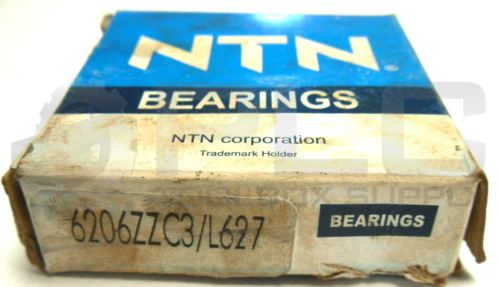 NTN®
BEARINGS
NTN corporation
Trademark Holder
6206ZZC3/L627
BEARINGS